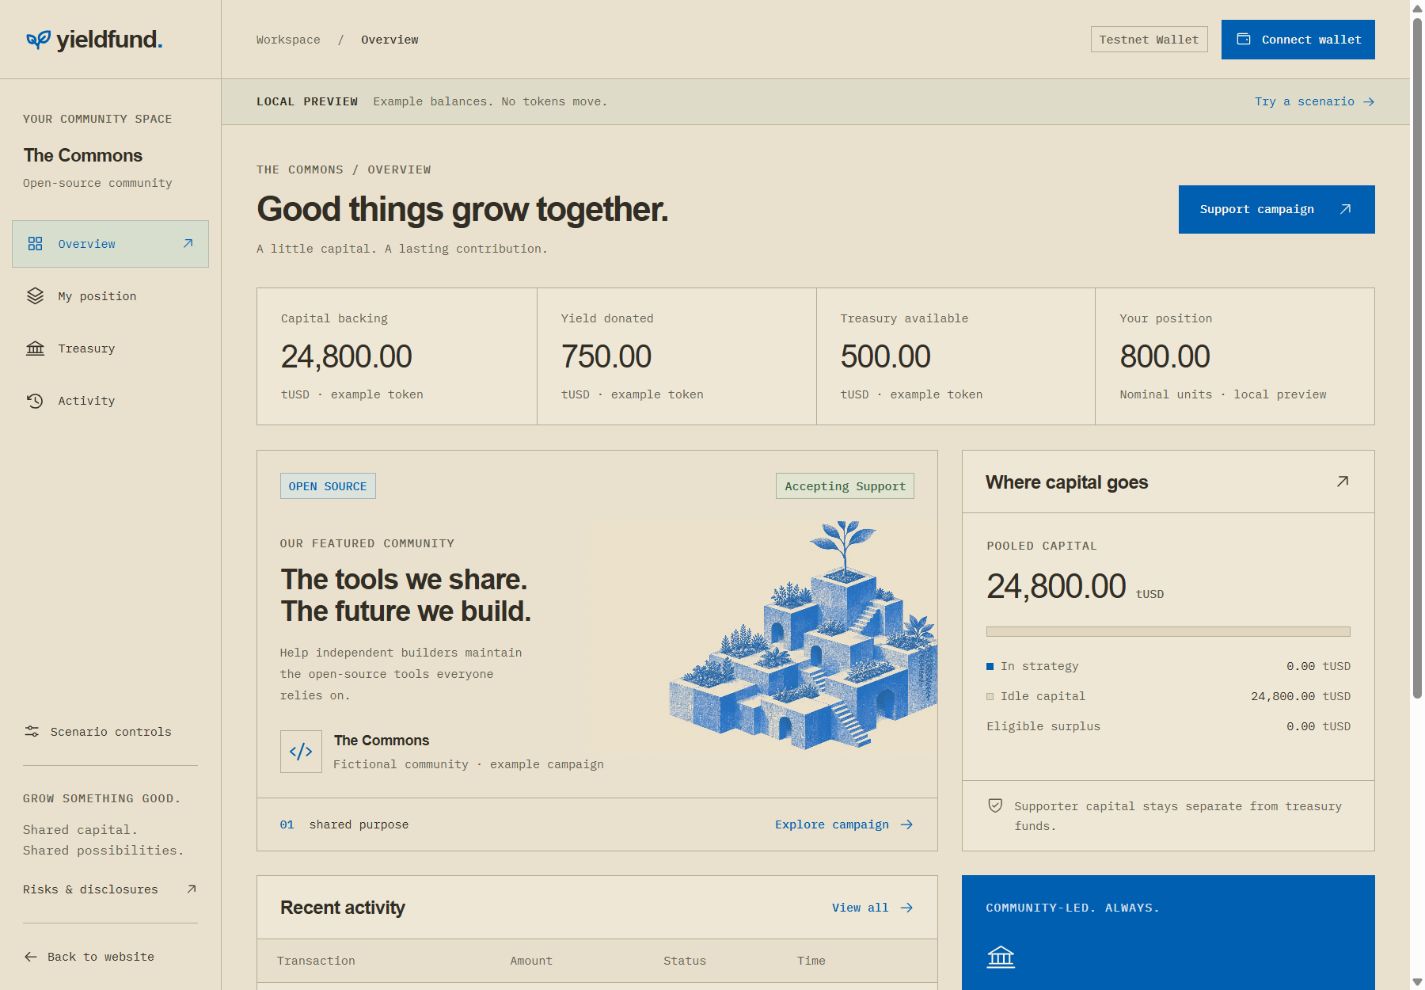 yieldfund.
Workspace / Overview
Testnet Wallet
Connect wallet
LOCAL PREVIEW Example balances. No tokens move.
Try a scenario →
YOUR COMMUNITY SPACE
The Commons
Open-source community
Overview
My position
Treasury
Activity
Scenario controls
GROW SOMETHING GOOD.
Shared capital.
Shared possibilities.
Risks & disclosures
← Back to website
THE COMMONS / OVERVIEW
Good things grow together.
A little capital. A lasting contribution.
Support campaign
Capital backing
24,800.00
tUSD · example token
Yield donated
750.00
tUSD · example token
Treasury available
500.00
tUSD · example token
Your position
800.00
Nominal units · local preview
OPEN SOURCE
Accepting Support
OUR FEATURED COMMUNITY
The tools we share.
The future we build.
Help independent builders maintain
the open-source tools everyone
relies on.
</>
The Commons
Fictional community · example campaign
01 shared purpose
Explore campaign →
Where capital goes
POOLED CAPITAL
24,800.00 tUSD
In strategy 0.00 tUSD
Idle capital 24,800.00 tUSD
Eligible surplus 0.00 tUSD
Supporter capital stays separate from treasury
funds.
Recent activity
View all →
Transaction Amount Status Time
COMMUNITY-LED. ALWAYS.